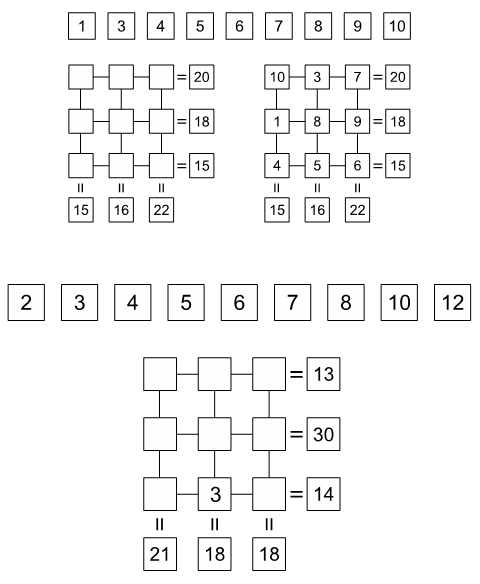 1 3 4 5 6 7 8 9 10
= 20
= 18
= 15
= = =
15 16 22
10 3 7 = 20
1 8 9 = 18
4 5 6 = 15
= = =
15 16 22
2 3 4 5 6 7 8 10 12
= 13
= 30
3 = 14
= = =
21 18 18